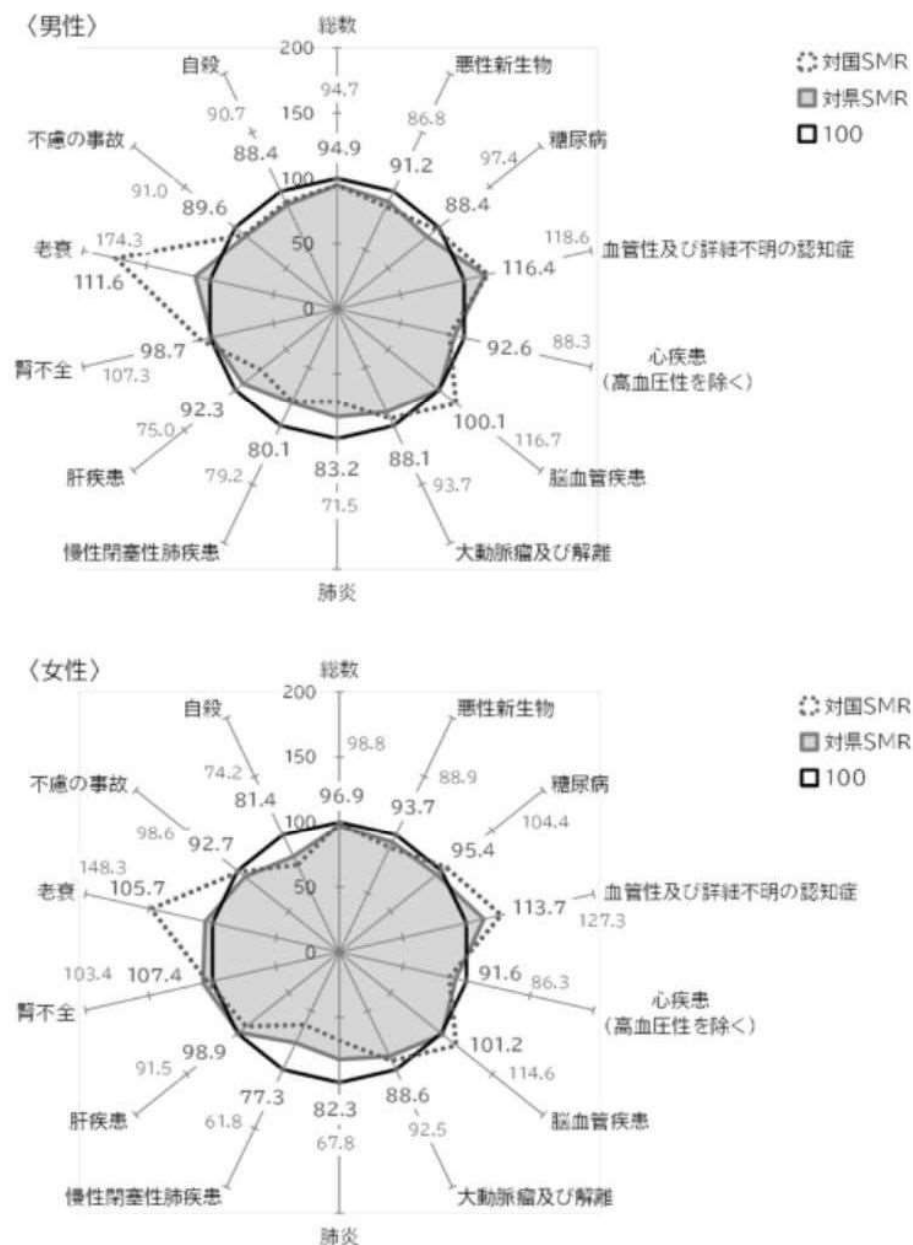 〈男性〉
総数
200
自殺
悪性新生物
対国SMR
対県SMR
100
94.7
90.7
150
86.8
不慮の事故
糖尿病
88.4
94.9
91.2
97.4
91.0
100
89.6
88.4
老衰
174.3
118.6
血管性及び詳細不明の認知症
111.6
50
116.4
0
98.7
92.6
88.3
心疾患
(高血圧性を除く)
腎不全
107.3
92.3
100.1
75.0
116.7
肝疾患
80.1
83.2
88.1
脳血管疾患
79.2
71.5
93.7
慢性閉塞性肺疾患
大動脈瘤及び解離
肺炎
〈女性〉
総数
200
自殺
悪性新生物
対国SMR
対県SMR
100
98.8
74.2
150
88.9
不慮の事故
糖尿病
81.4
96.9
93.7
104.4
98.6
92.7
100
95.4
148.3
老衰
105.7
113.7
血管性及び詳細不明の認知症
127.3
50
0
103.4
107.4
91.6
86.3
心疾患
(高血圧性を除く)
腎不全
98.9
101.2
91.5
114.6
肝疾患
77.3
82.3
88.6
脳血管疾患
61.8
67.8
92.5
慢性閉塞性肺疾患
大動脈瘤及び解離
肺炎